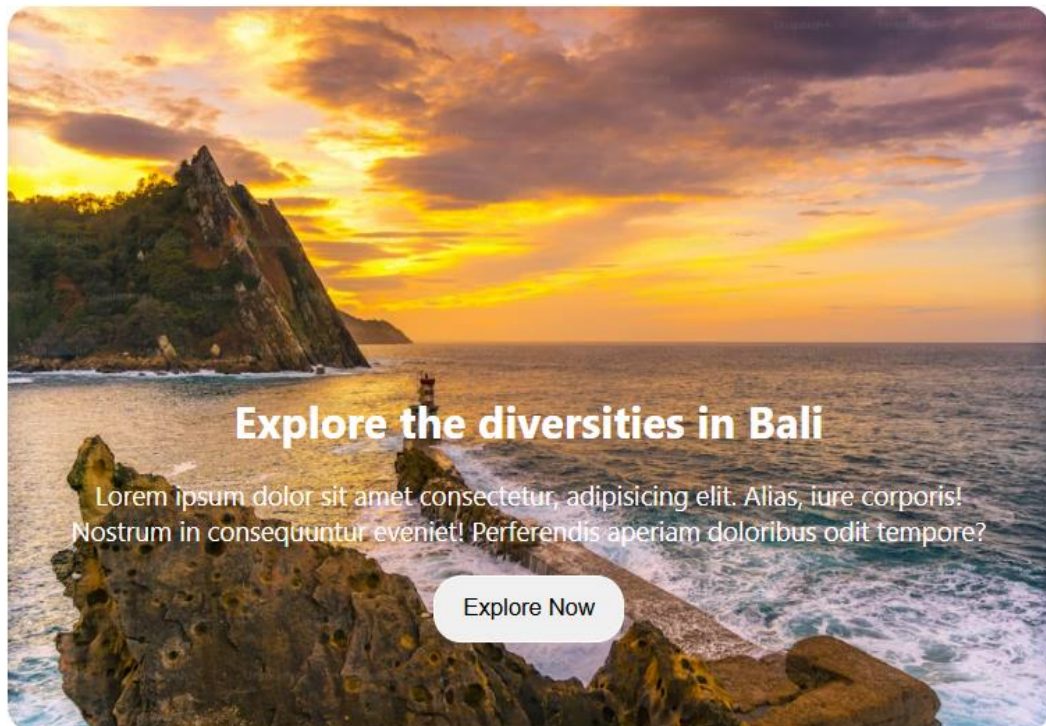 Explore the diversities in Bali
Lorem ipsum dolor sit amet consectetur, adipisicing elit. Alias, iure corporis!
Nostrum in consequuntur eveniet! Perferendis aperiam doloribus odit tempore?
Explore Now